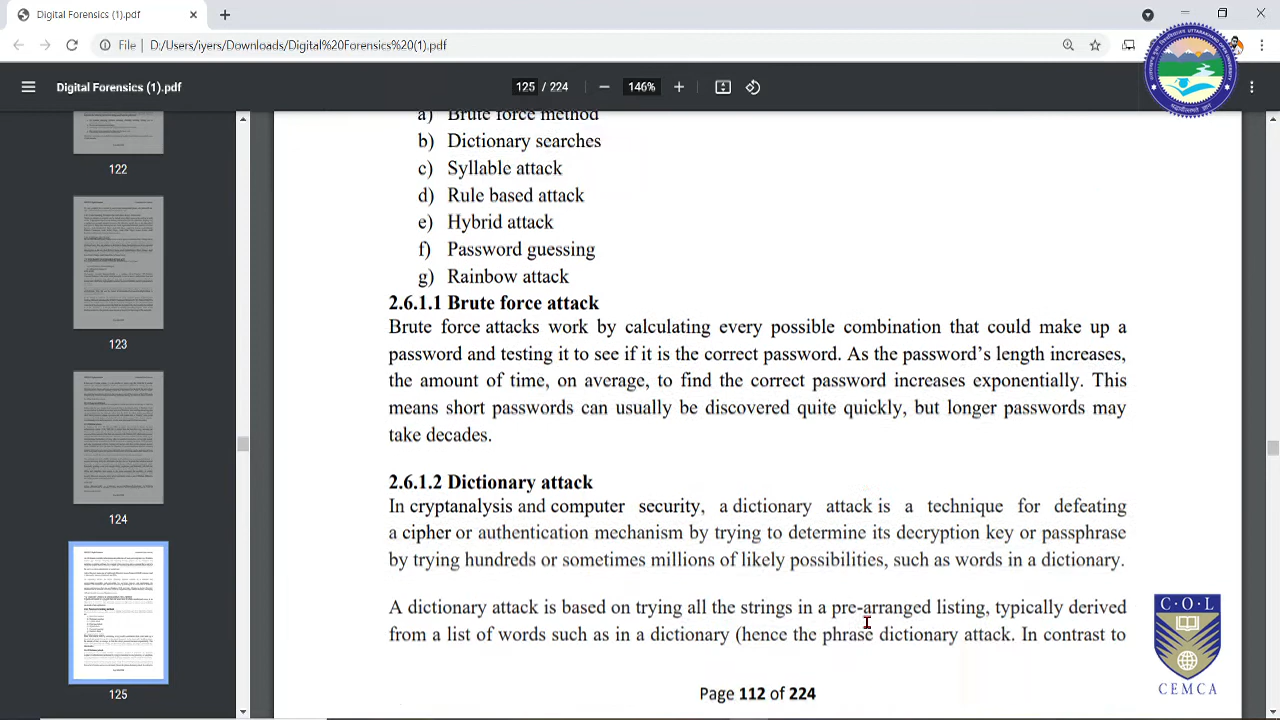 Digital Forensics (1).pdf
File | D:/Users/iyers/Downloads/Digital%20Forensics%20(1).pdf
Digital Forensics (1).pdf
125 / 224
146%
122
123
124
125
a) Brute force method
b) Dictionary searches
c) Syllable attack
d) Rule based attack
e) Hybrid attack
f) Password guessing
g) Rainbow attack
2.6.1.1 Brute force attack
Brute force attacks work by calculating every possible combination that could make up a
password and testing it to see if it is the correct password. As the password's length increases,
the amount of time, on average, to find the correct password increases exponentially. This
means short passwords can usually be discovered quite quickly, but longer passwords may
take decades.
2.6.1.2 Dictionary attack
In cryptanalysis and computer security, a dictionary attack is a technique for defeating
a cipher or authentication mechanism by trying to determine its decryption key or passphrase
by trying hundreds or sometimes millions of likely possibilities, such as words in a dictionary.
A dictionary attack is based on trying all the strings in a pre-arranged listing, typically derived
from a list of words such as in a dictionary (hence the phrase dictionary attack. In contrast to
Page 112 of 224
C·O·L
CEMCA